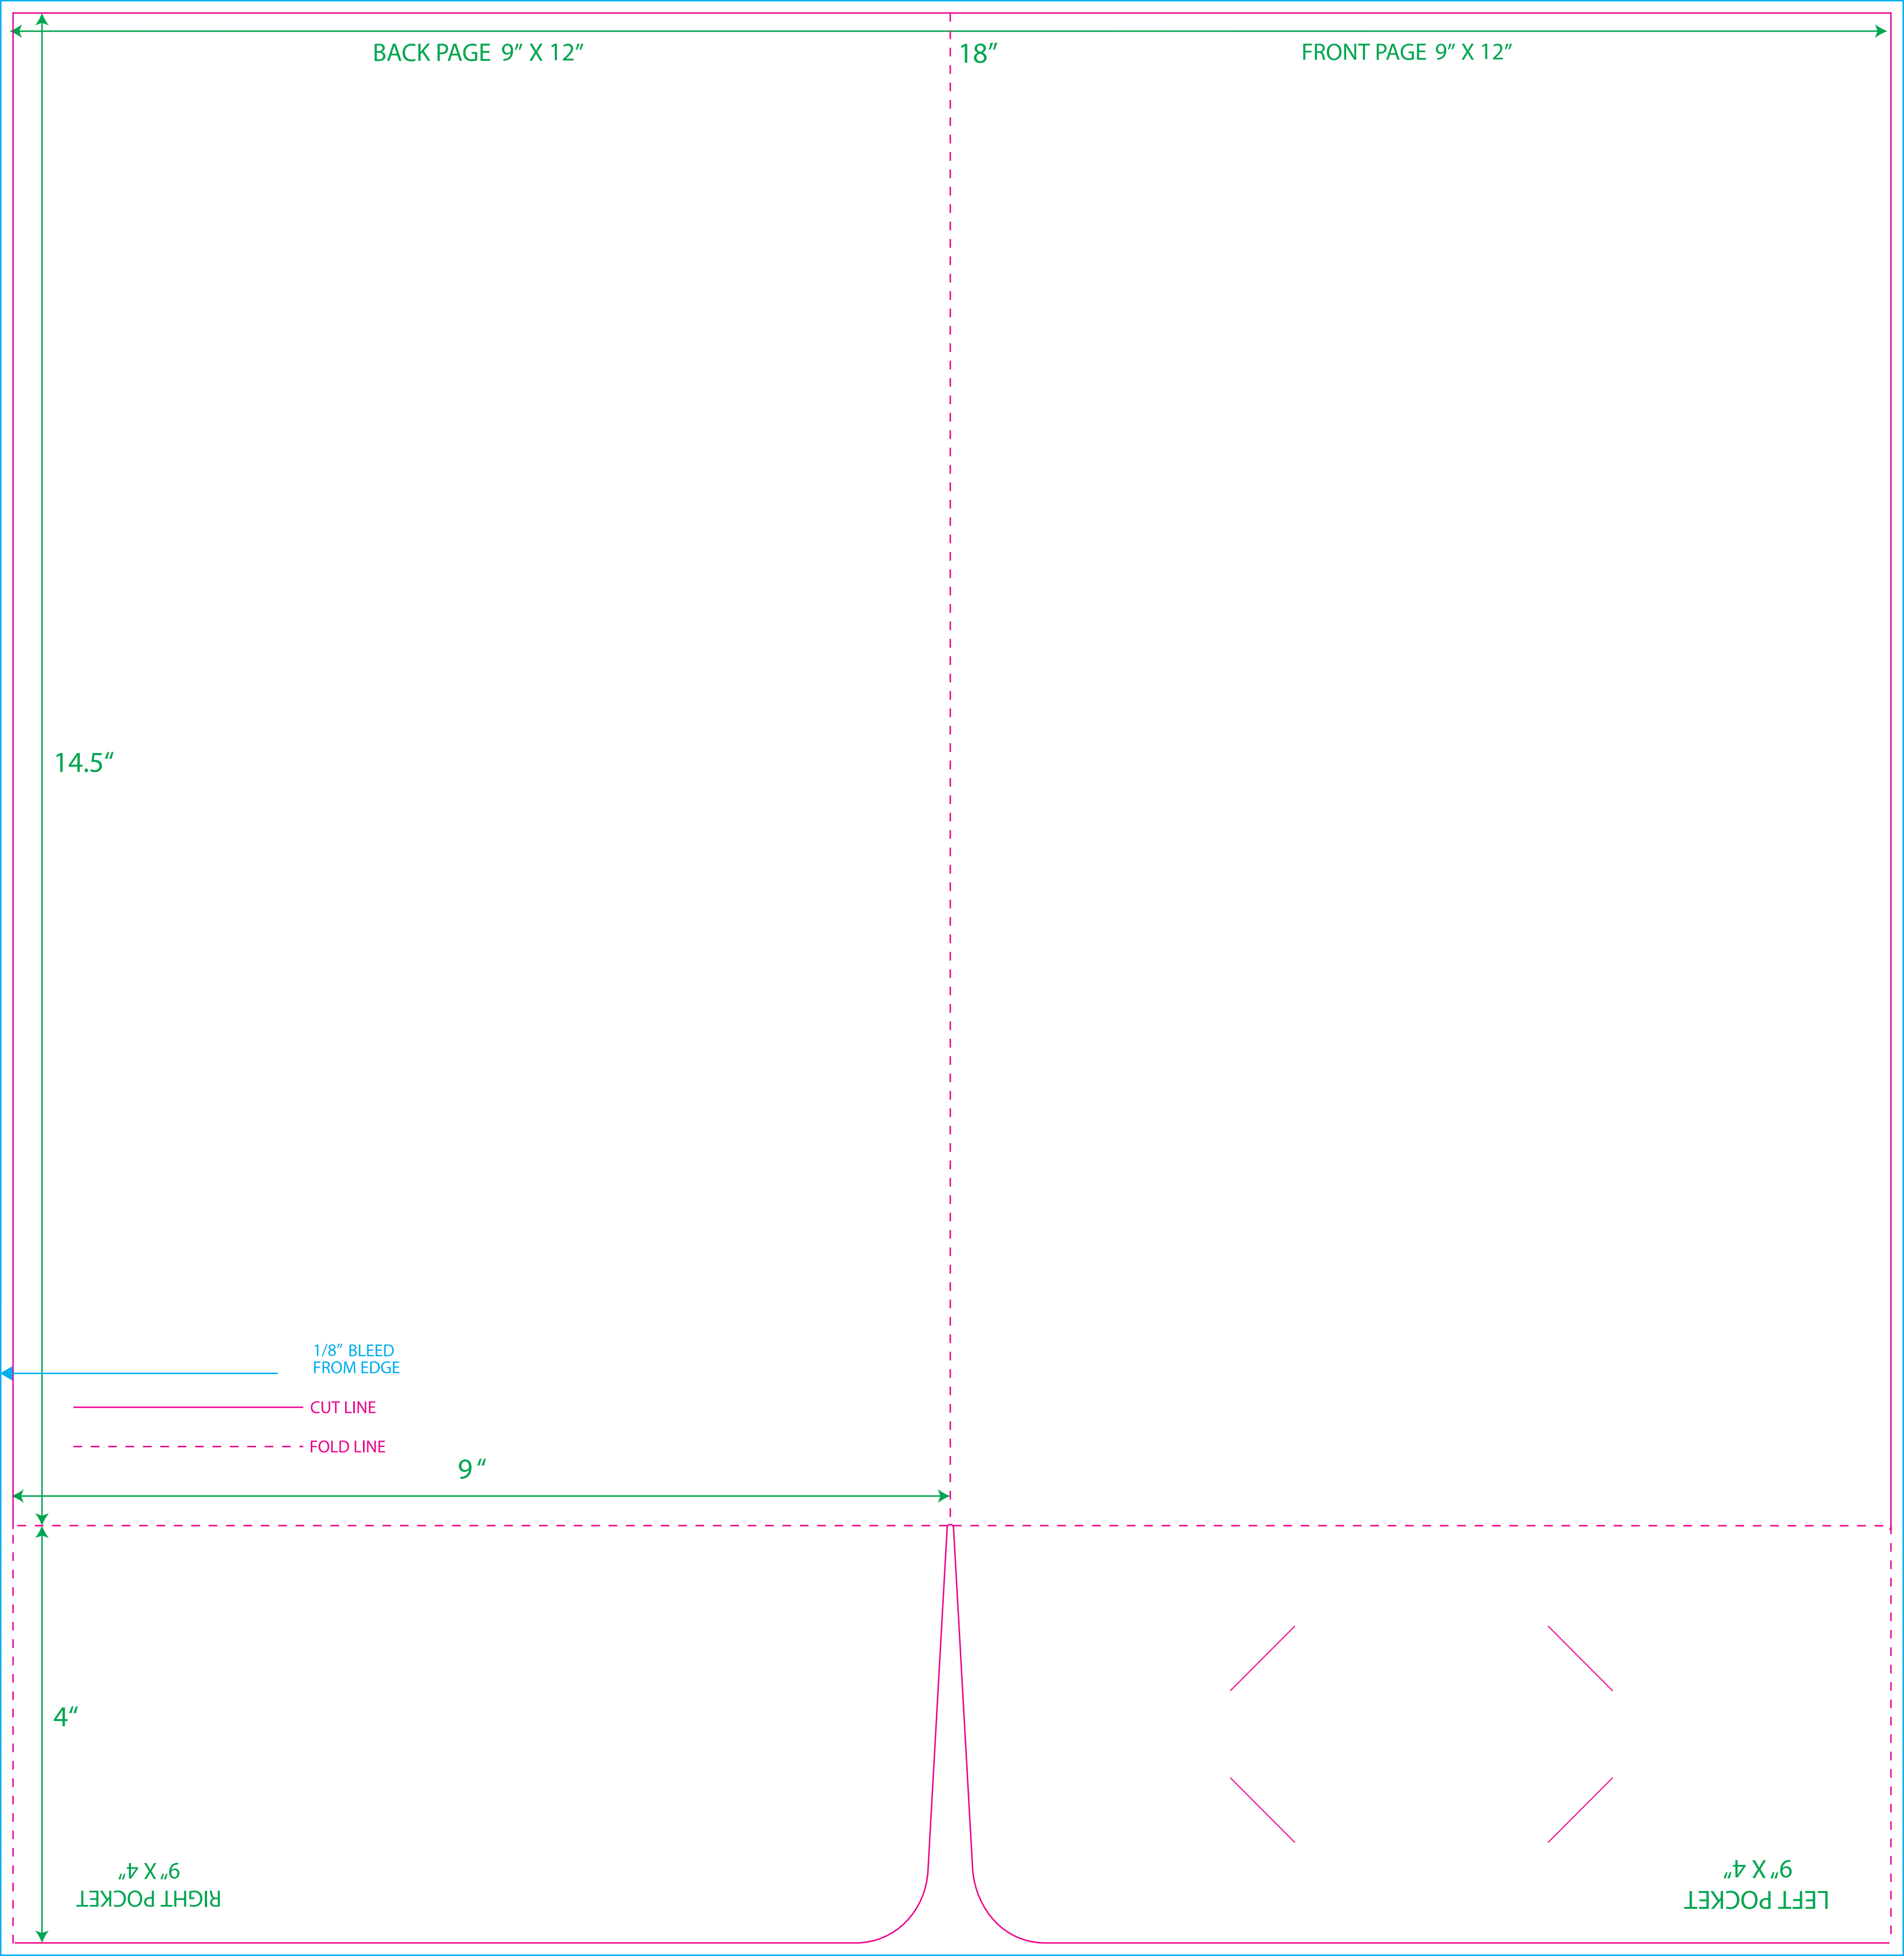 BACK PAGE 9” X 12”
18”
FRONT PAGE 9” X 12”
14.5“
1/8” BLEED
FROM EDGE
CUT LINE
FOLD LINE
9 “
4“
RIGHT POCKET
9” X 4“
LEFT POCKET
9” X 4“